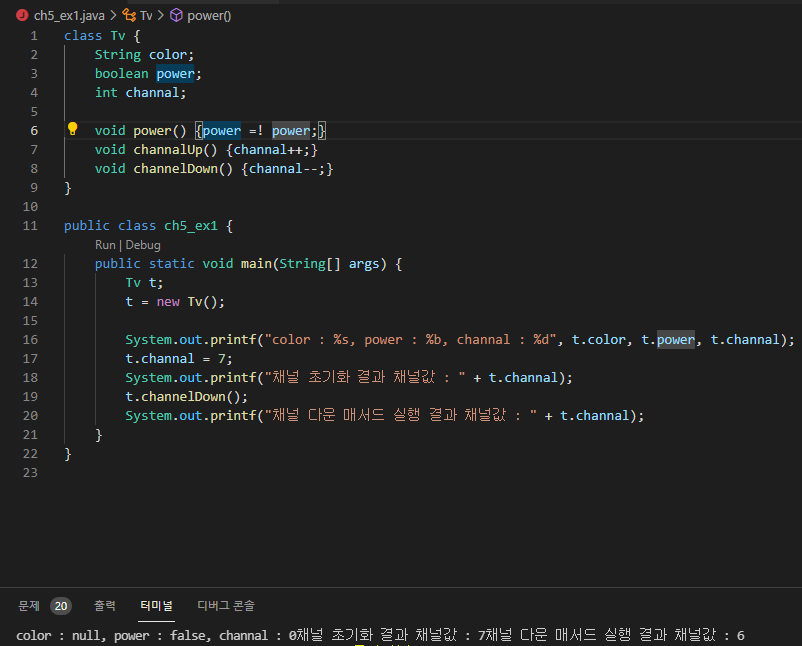 ch5_ex1.java > Tv > power()
1 class Tv {
2 String color;
3 boolean power;
4 int channal;
5
6 void power() {power =! power;}
7 void channalUp() {channal++;}
8 void channelDown() {channal--;}
9 }
10
11 public class ch5_ex1 {
Run | Debug
12 public static void main(String[] args) {
13 Tv t;
14 t = new Tv();
15
16 System.out.printf("color : %s, power : %b, channal : %d", t.color, t.power, t.channal);
17 t.channal = 7;
18 System.out.printf("채널 초기화 결과 채널값 : " + t.channal);
19 t.channelDown();
20 System.out.printf("채널 다운 매서드 실행 결과 채널값 : " + t.channal);
21 }
22 }
23
문제 20 출력 터미널 디버그 콘솔
color : null, power : false, channal : 0채널 초기화 결과 채널값 : 7채널 다운 매서드 실행 결과 채널값 : 6